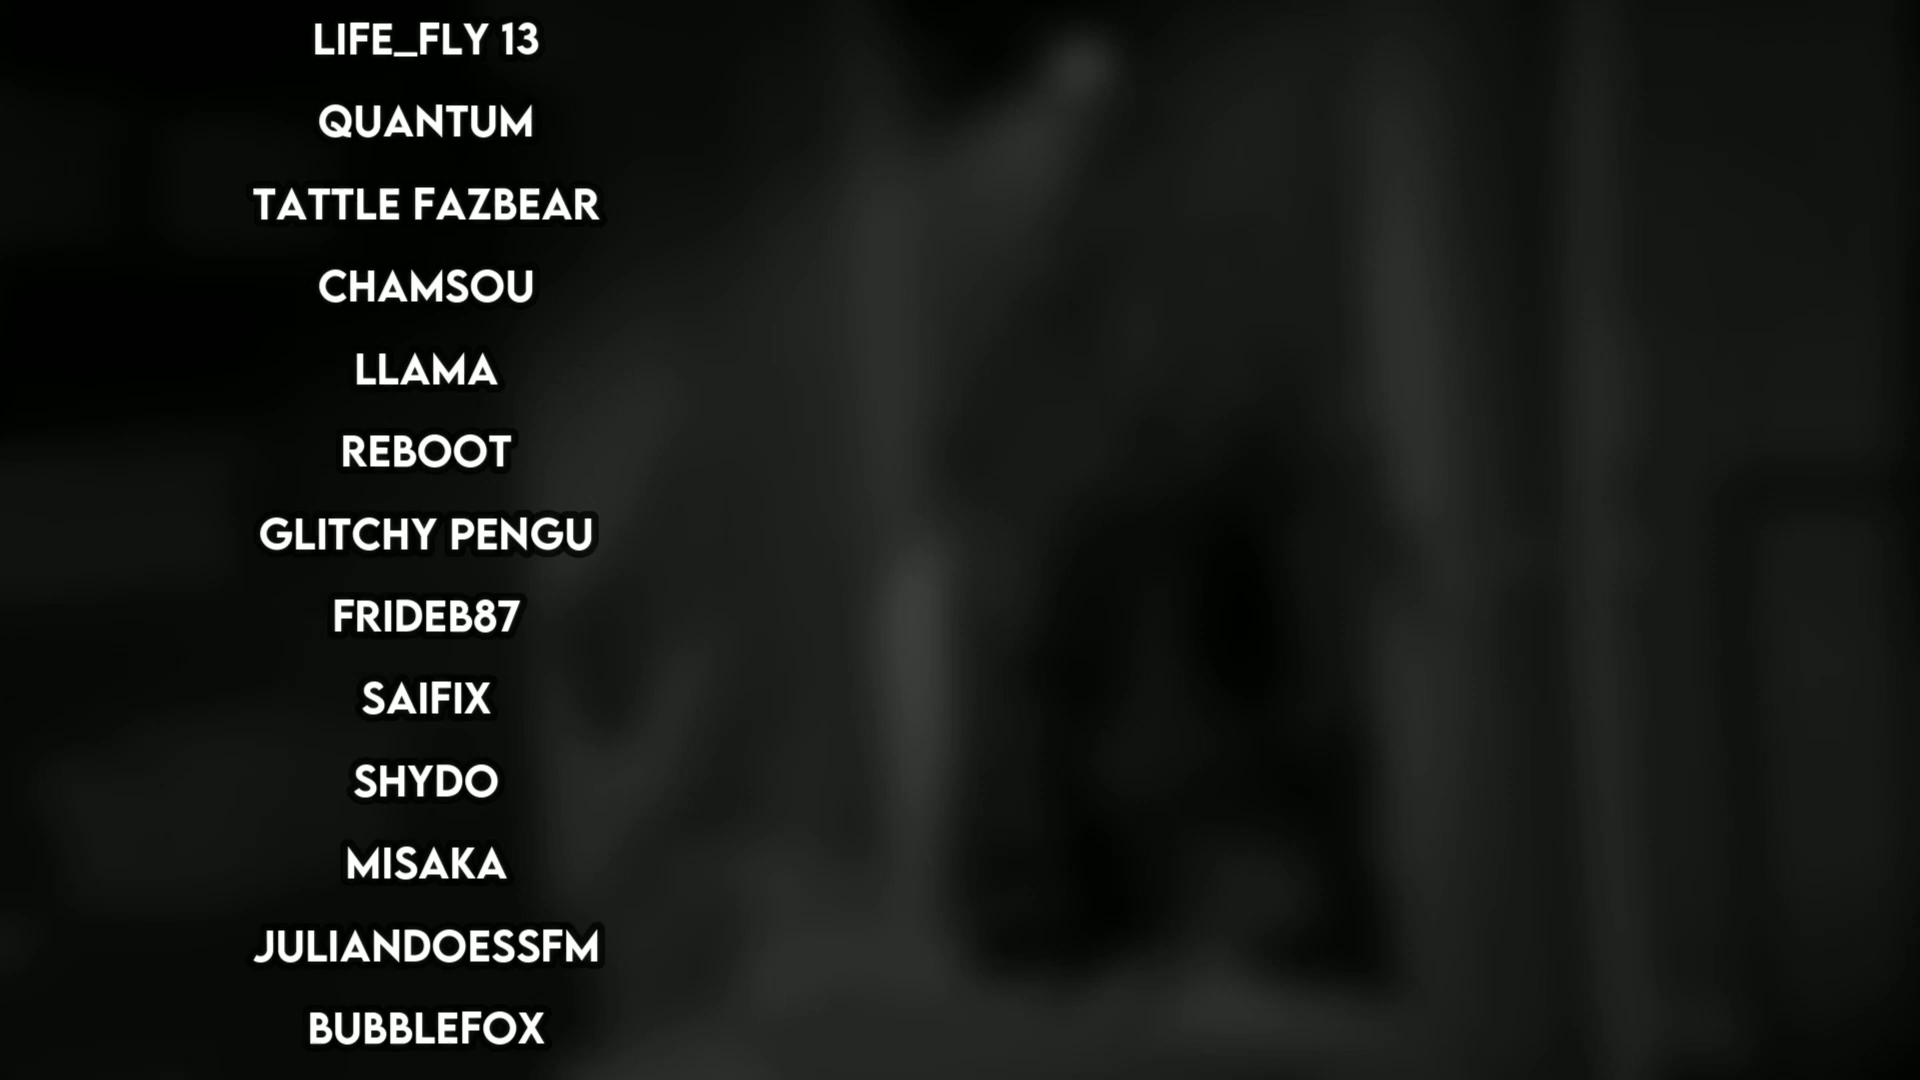 LIFE_FLY 13
QUANTUM
TATTLE FAZBEAR
CHAMSOU
LLAMA
REBOOT
GLITCHY PENGU
FRIDEB87
SAIFIX
SHYDO
MISAKA
JULIANDOESSFM
BUBBLEFOX